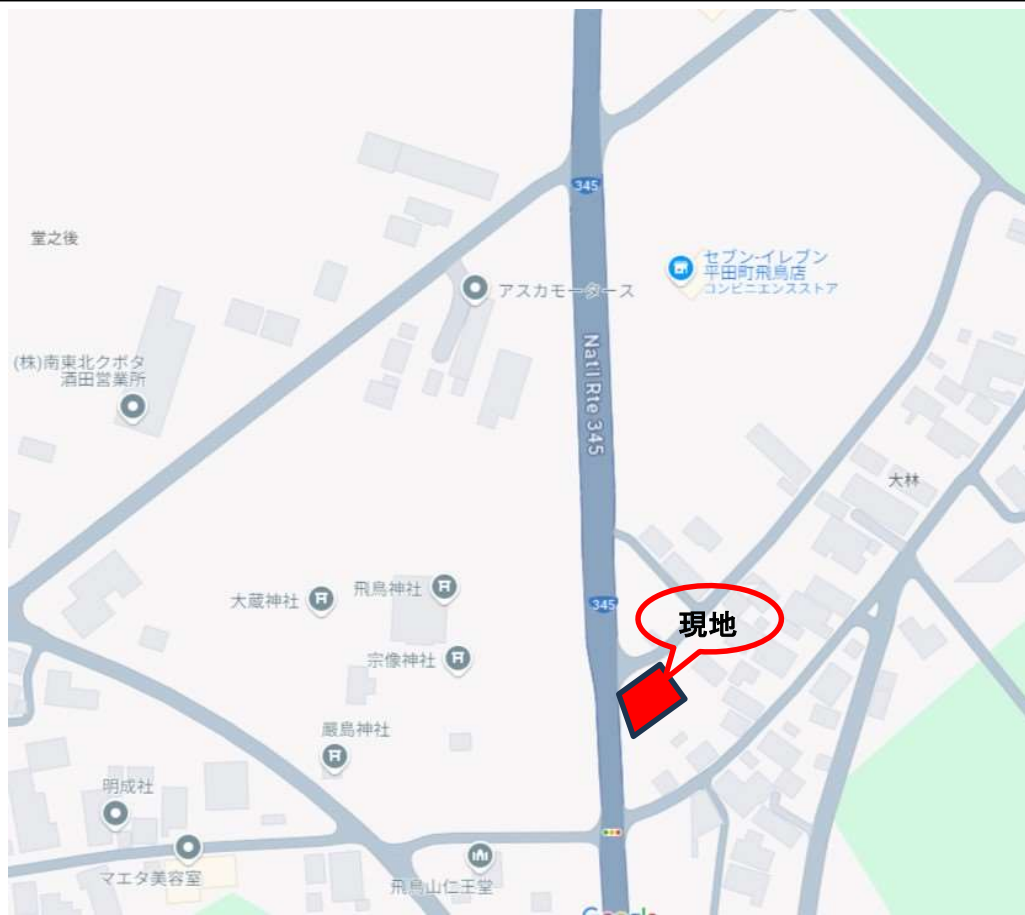 345
堂之後
セブン-イレブン
平田町飛鳥店
コンビニエンスストア
アスカモータース
Nat'l Rte 345
(株)南東北クボタ
酒田営業所
大林
飛鳥神社
大蔵神社
345
現地
宗像神社
厳島神社
明成社
マエタ美容室
飛鳥山仁王堂
Google